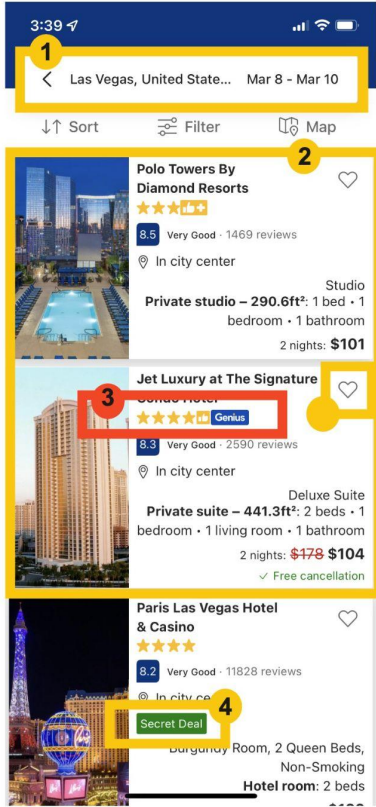 3:39
1
Las Vegas, United State... Mar 8 - Mar 10
Sort Filter Map
2
Polo Towers By
Diamond Resorts
8.5 Very Good · 1469 reviews
In city center
Studio
Private studio – 290.6ft²: 1 bed • 1
bedroom • 1 bathroom
2 nights: $101
Jet Luxury at The Signature
Condo Hotel
3
Genius
8.3 Very Good · 2590 reviews
In city center
Deluxe Suite
Private suite – 441.3ft²: 2 beds • 1
bedroom • 1 living room • 1 bathroom
2 nights: $178 $104
Free cancellation
Paris Las Vegas Hotel
& Casino
8.2 Very Good · 11828 reviews
In city ce
4
Secret Deal
Burgundy Room, 2 Queen Beds,
Non-Smoking
Hotel room: 2 beds